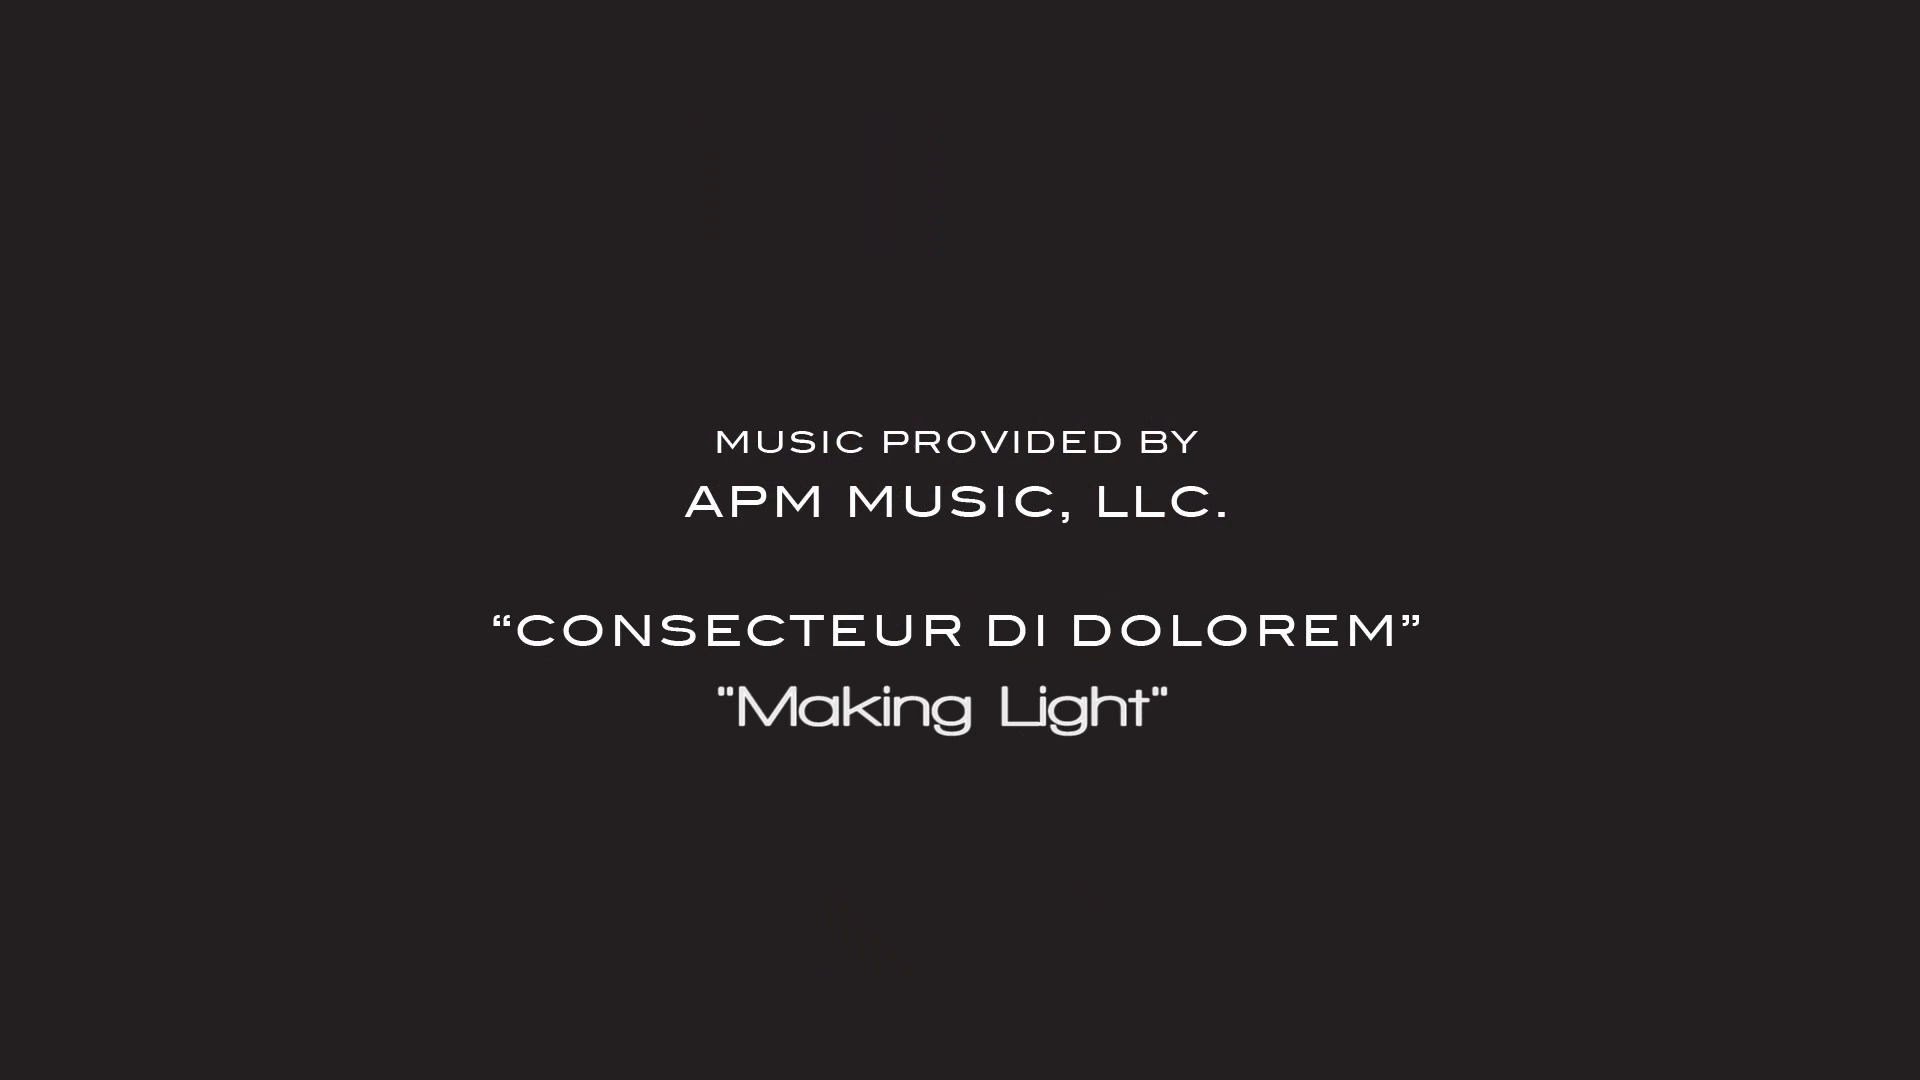 MUSIC PROVIDED BY
APM MUSIC, LLC.
“CONSECTEUR DI DOLOREM”
"Making Light"